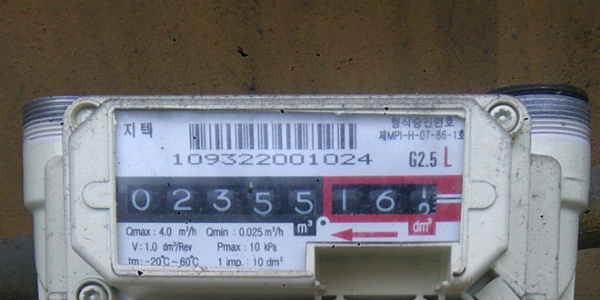 지텍
형식승인번호
제MPI-H-07-86-1호
109322001024
G2.5 L
02355 16
m³ dm³
Qmax : 4.0 m³/h Qmin : 0.025 m³/h
V : 1.0 dm³/Rev Pmax : 10 kPa
tm : -20℃~60℃ 1 imp. : 10 dm³